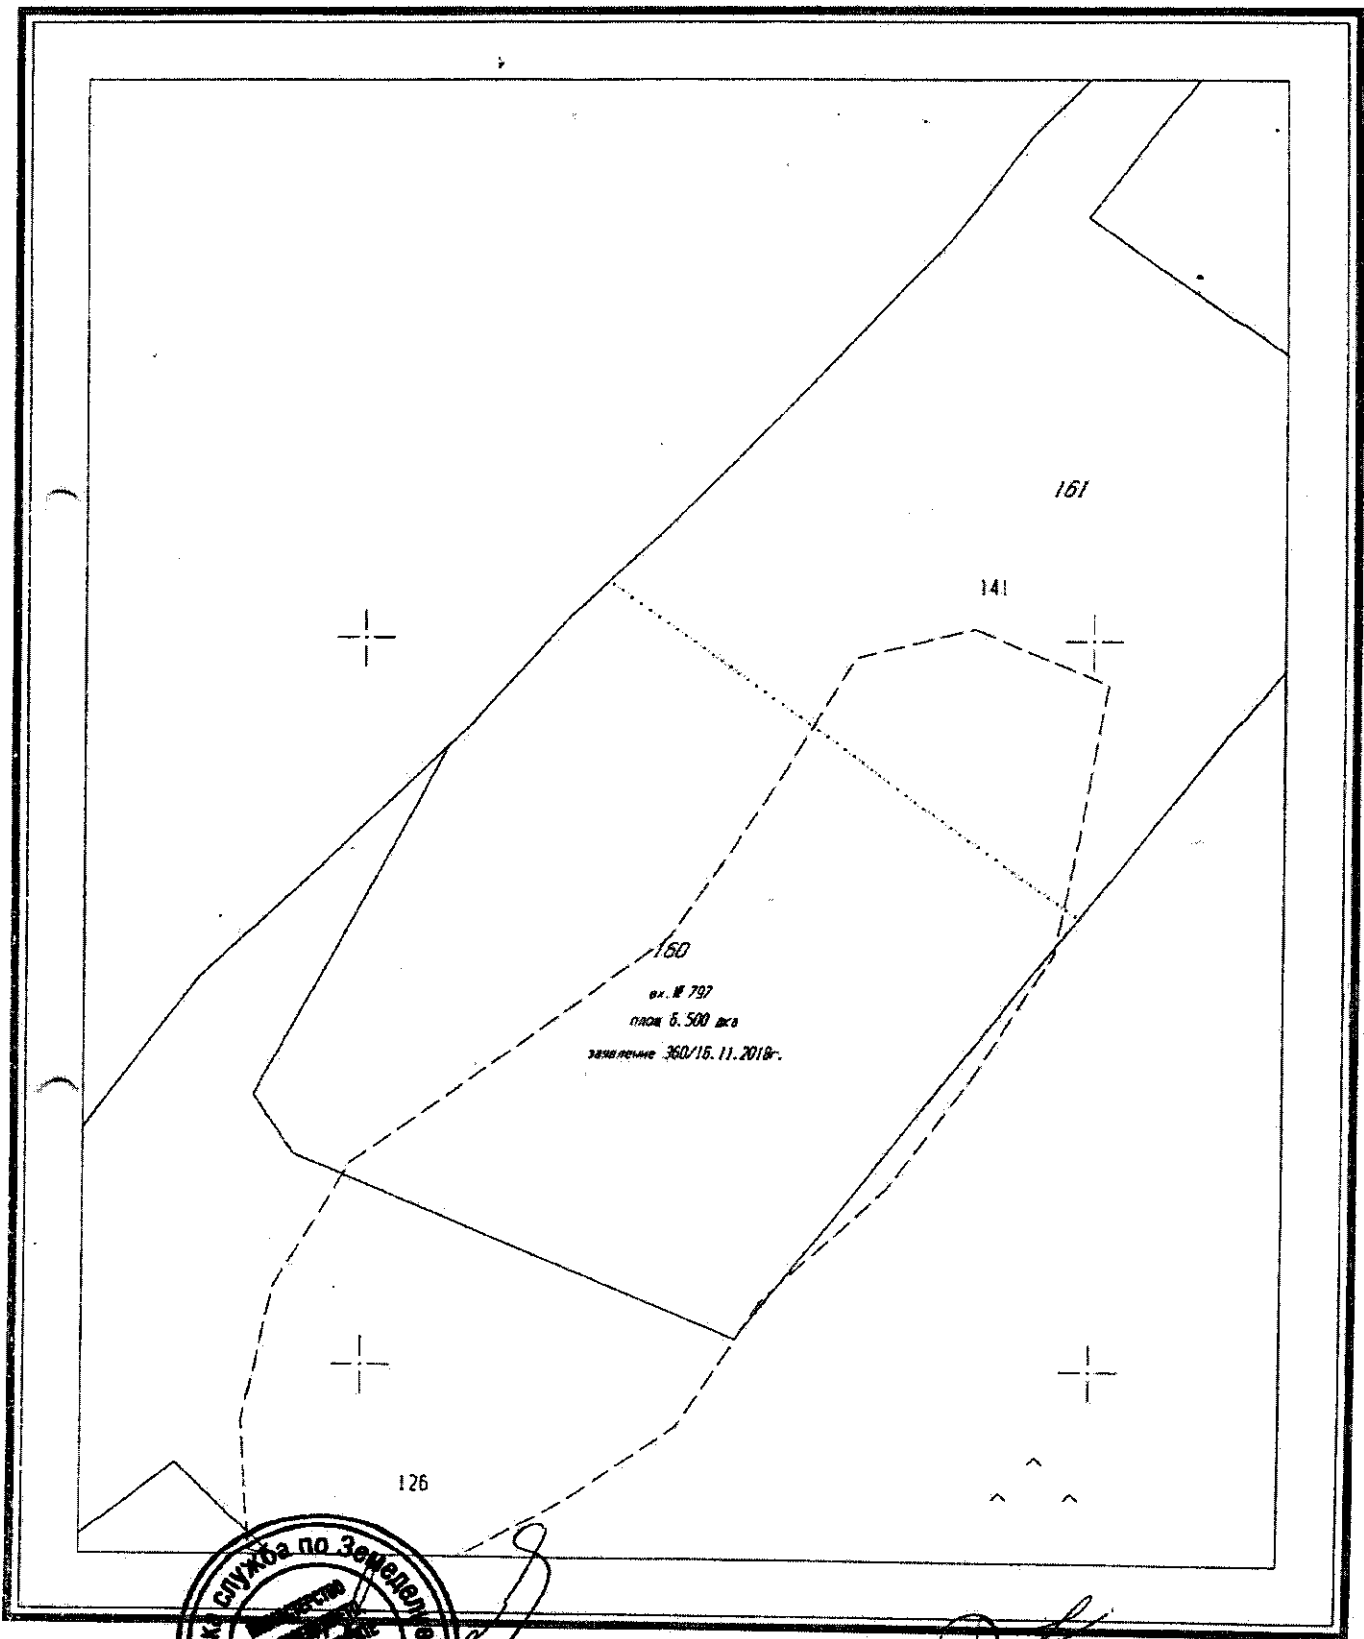 161
141
160
вх.№ 797
площ 6.500 дка
заявление 360/16.11.2018г.
126
служба по Земеделие